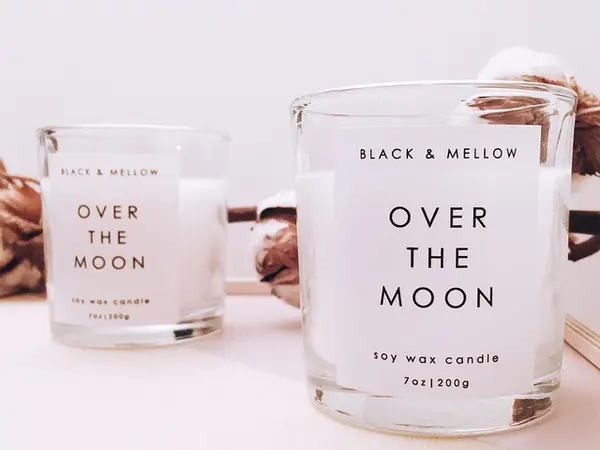 BLACK & MELLOW
OVER
THE
MOON
soy wax candle
7oz|200g
BLACK & MELLOW
OVER
THE
MOON
soy wax candle
7oz|200g